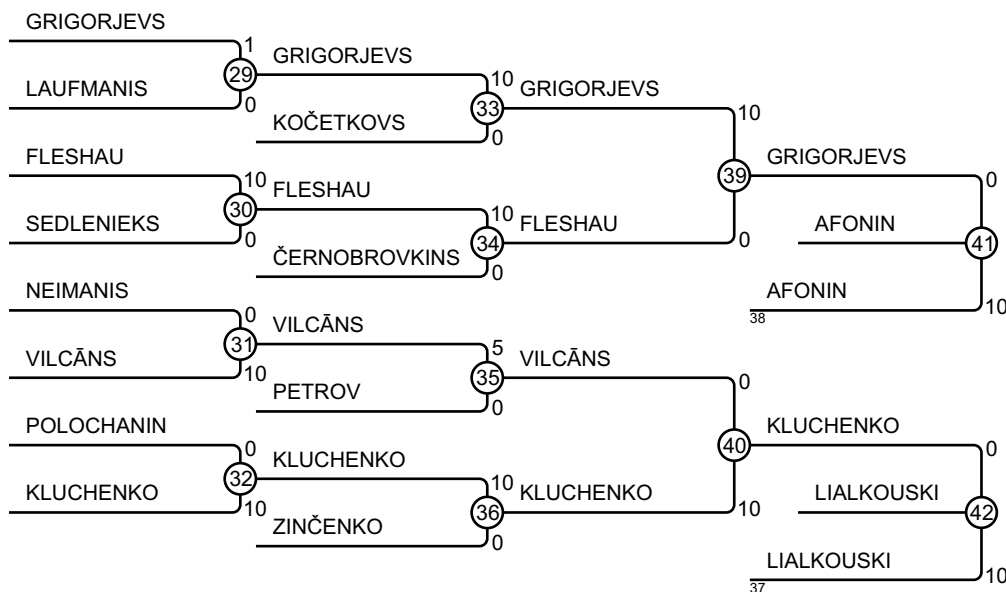 GRIGORJEVS
1
GRIGORJEVS
29
10
LAUFMANIS
GRIGORJEVS
33
0
10
KOČETKOVS
0
FLESHAU
GRIGORJEVS
39
10
0
FLESHAU
30
10
SEDLENIEKS
FLESHAU
AFONIN
34
0
41
0
ČERNOBROVKINS
0
NEIMANIS
AFONIN
0
10
38
VILCĀNS
31
5
VILCĀNS
VILCĀNS
35
10
0
PETROV
0
POLOCHANIN
KLUCHENKO
0
40
0
KLUCHENKO
32
10
KLUCHENKO
KLUCHENKO
LIALKOUSKI
10
36
10
42
ZINČENKO
0
LIALKOUSKI
10
37